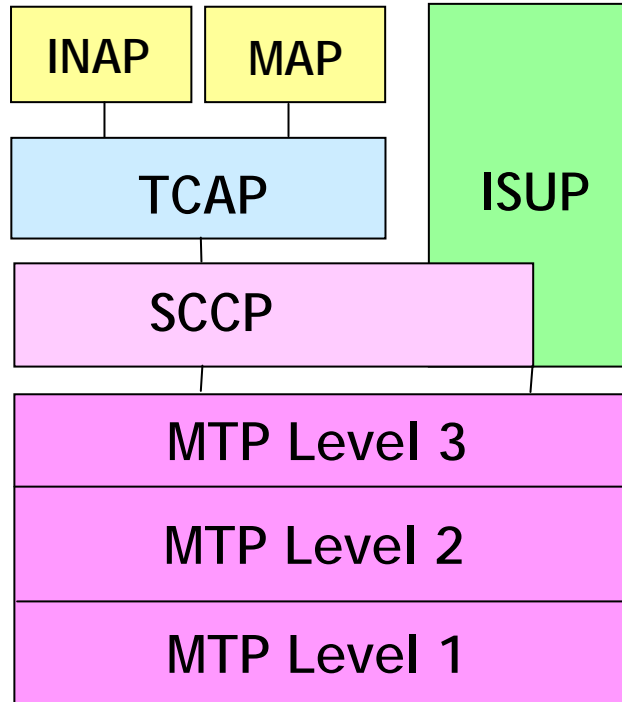 INAP
MAP
TCAP
ISUP
SCCP
MTP Level 3
MTP Level 2
MTP Level 1